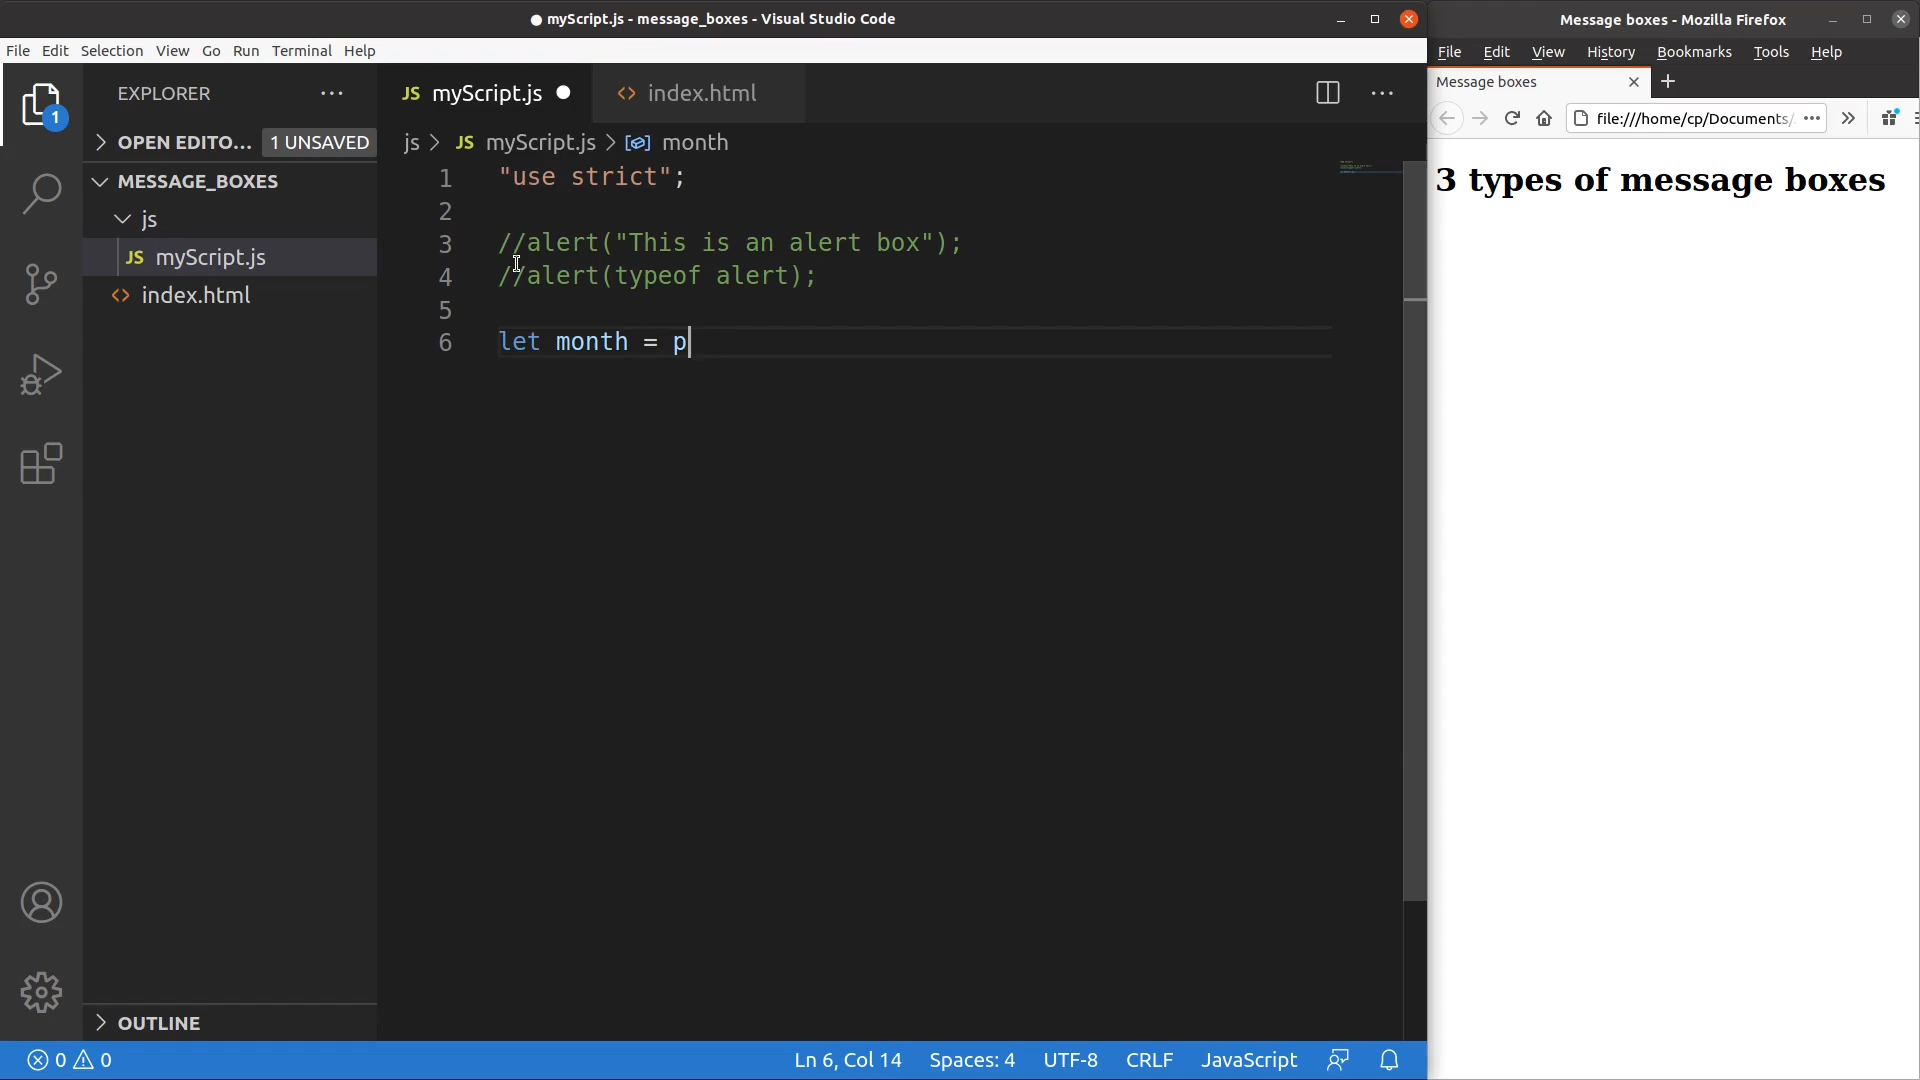 ● myScript.js - message_boxes - Visual Studio Code
File Edit Selection View Go Run Terminal Help
EXPLORER ···
OPEN EDITO... 1 UNSAVED
MESSAGE_BOXES
js
JS myScript.js
<> index.html
OUTLINE
1
JS myScript.js ●
<> index.html
···
js > JS myScript.js > month
1 "use strict";
2
3 //alert("This is an alert box");
4 //alert(typeof alert);
5
6 let month = p
0 0
Ln 6, Col 14 Spaces: 4 UTF-8 CRLF JavaScript
Message boxes - Mozilla Firefox
File Edit View History Bookmarks Tools Help
Message boxes
file:///home/cp/Documents/ ···
3 types of message boxes